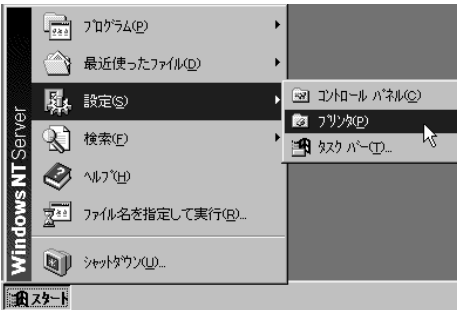 Windows NT Server
ﾌﾟﾛｸﾞﾗﾑ(P)
最近使ったﾌｧｲﾙ(D)
設定(S)
ｺﾝﾄﾛｰﾙ ﾊﾟﾈﾙ(C)
ﾌﾟﾘﾝﾀ(P)
ﾀｽｸ ﾊﾞｰ(T)...
検索(F)
ﾍﾙﾌﾟ(H)
ﾌｧｲﾙ名を指定して実行(R)...
ｼｬｯﾄﾀﾞｳﾝ(U)...
ｽﾀｰﾄ